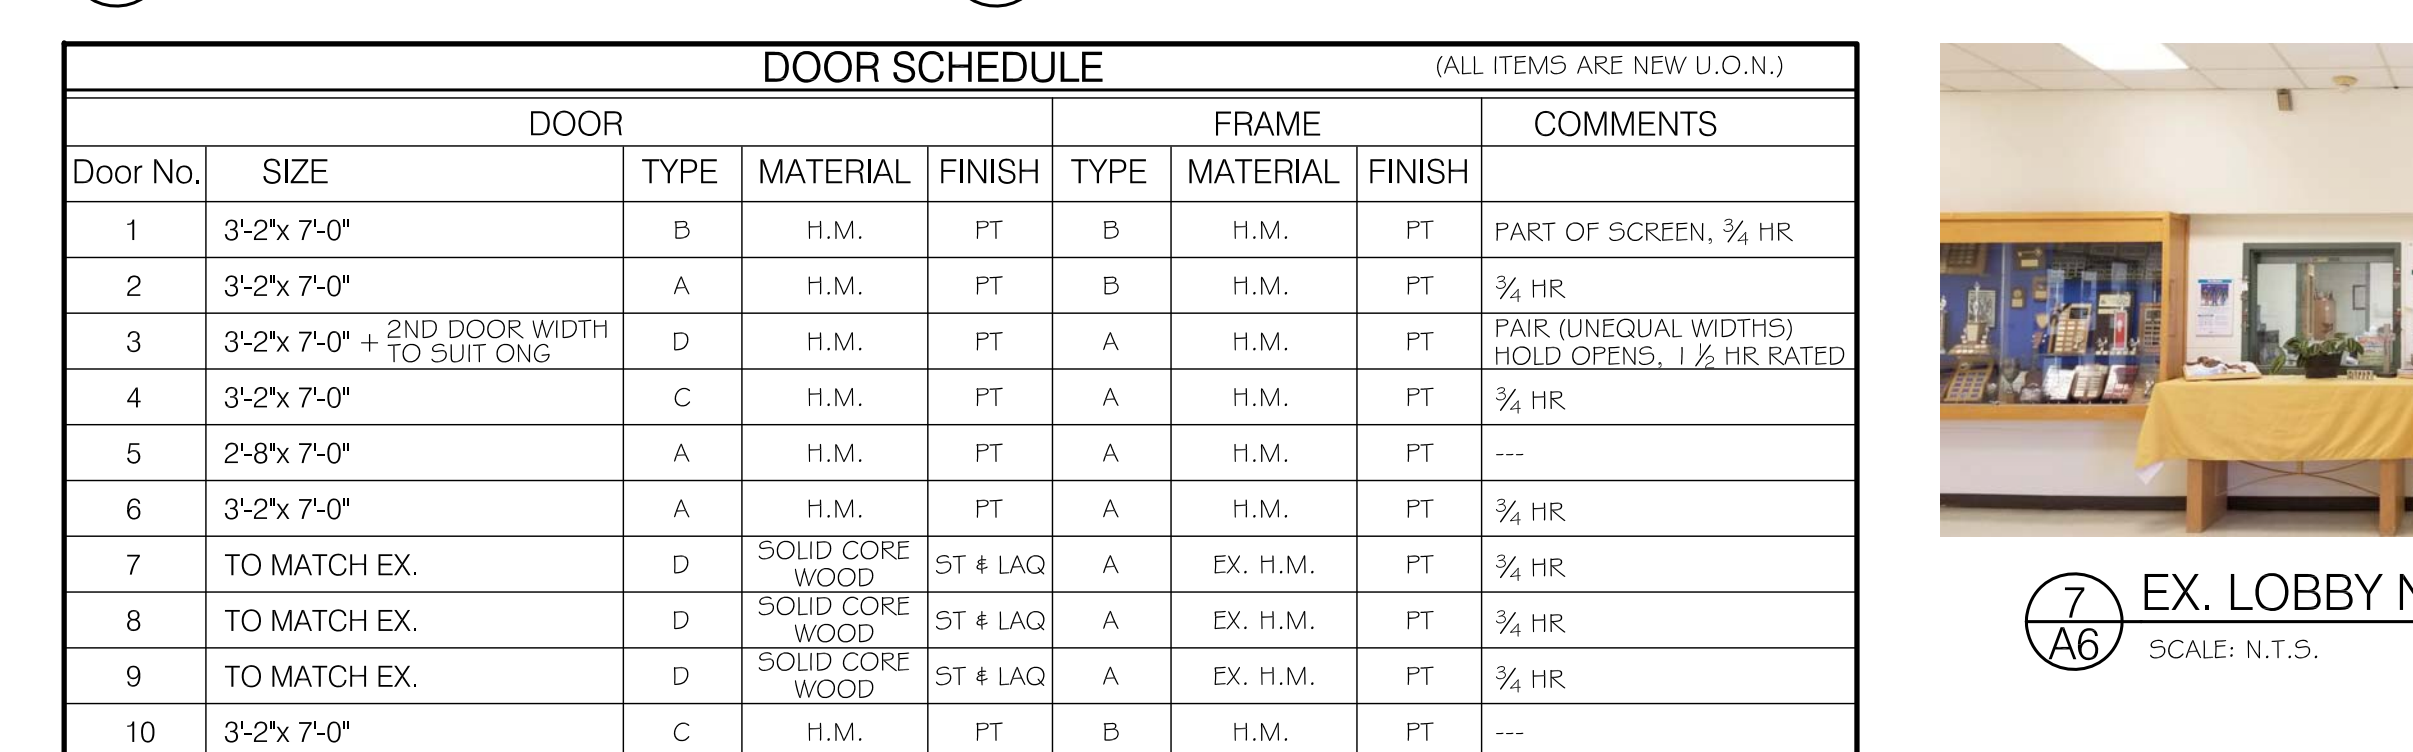 DOOR SCHEDULE (ALL ITEMS ARE NEW U.O.N.)
DOOR FRAME COMMENTS
Door No. SIZE TYPE MATERIAL FINISH TYPE MATERIAL FINISH
1 3'-2"x 7'-0" B H.M. PT B H.M. PT PART OF SCREEN, 3/4 HR
2 3'-2"x 7'-0" A H.M. PT B H.M. PT 3/4 HR
3 3'-2"x 7'-0" + 2ND DOOR WIDTH TO SUIT ONG D H.M. PT A H.M. PT PAIR (UNEQUAL WIDTHS) HOLD OPENS, 1 1/2 HR RATED
4 3'-2"x 7'-0" C H.M. PT A H.M. PT 3/4 HR
5 2'-8"x 7'-0" A H.M. PT A H.M. PT ---
6 3'-2"x 7'-0" A H.M. PT A H.M. PT 3/4 HR
7 TO MATCH EX. D SOLID CORE WOOD ST & LAQ A EX. H.M. PT 3/4 HR
8 TO MATCH EX. D SOLID CORE WOOD ST & LAQ A EX. H.M. PT 3/4 HR
9 TO MATCH EX. D SOLID CORE WOOD ST & LAQ A EX. H.M. PT 3/4 HR
10 3'-2"x 7'-0" C H.M. PT B H.M. PT ---
7 EX. LOBBY N
A6 SCALE: N.T.S.